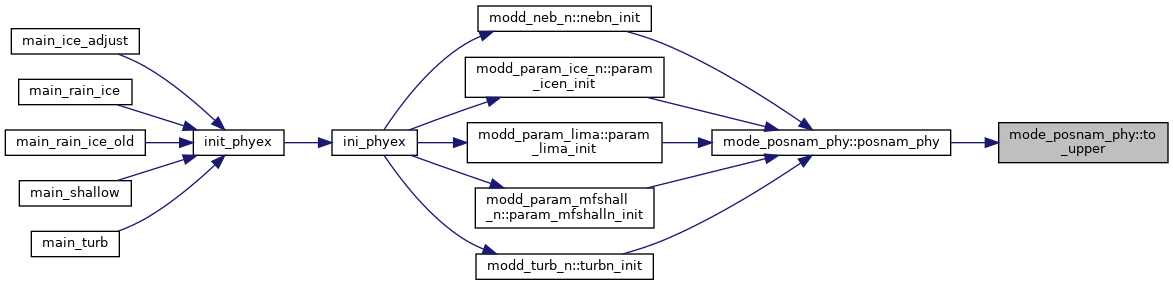 main_ice_adjust
main_rain_ice
main_rain_ice_old
main_shallow
main_turb
init_phyex
ini_phyex
modd_neb_n::nebn_init
modd_param_ice_n::param
_icen_init
modd_param_lima::param
_lima_init
modd_param_mfshall
_n::param_mfshalln_init
modd_turb_n::turbn_init
mode_posnam_phy::posnam_phy
mode_posnam_phy::to
_upper